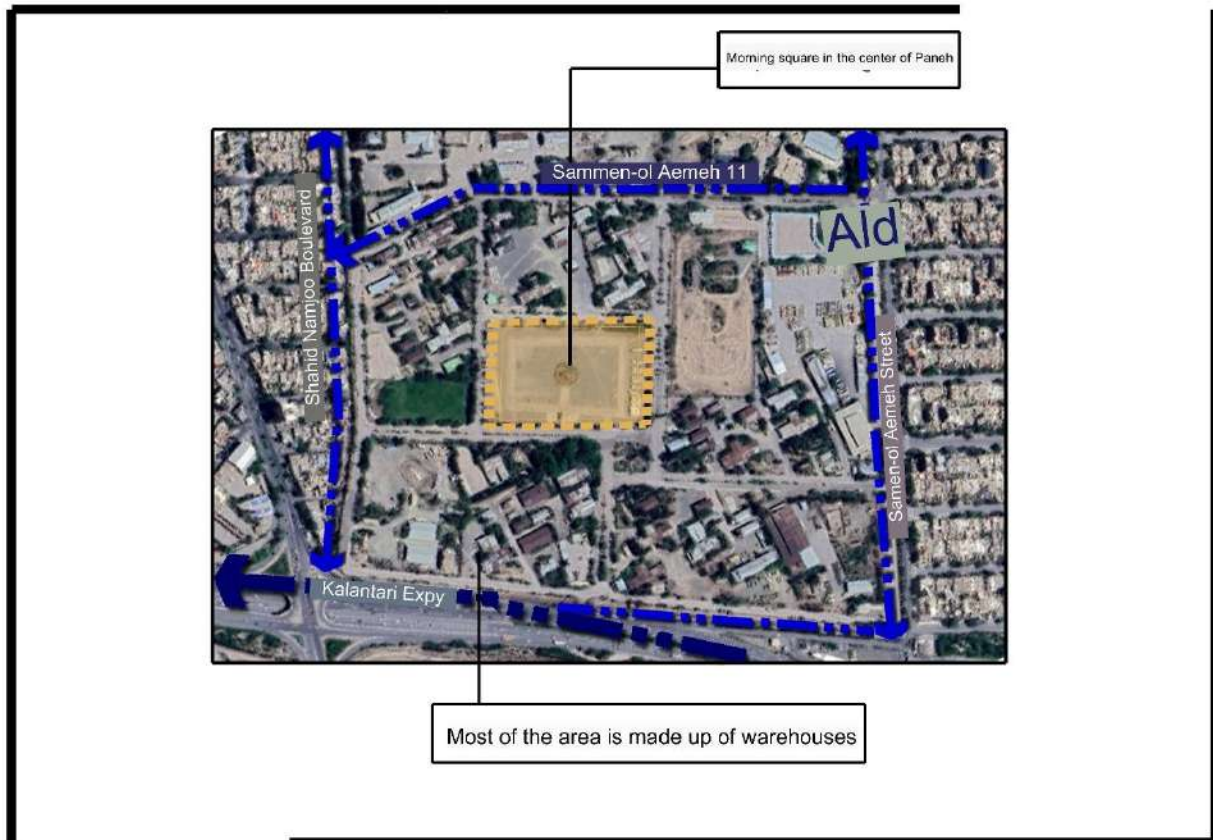 Morning square in the center of Paneh
Sammen-ol Aemeh 11
Ald
Shahid Namjoo Boulevard
Samen-ol Aemeh Street
Kalantari Expy
Most of the area is made up of warehouses